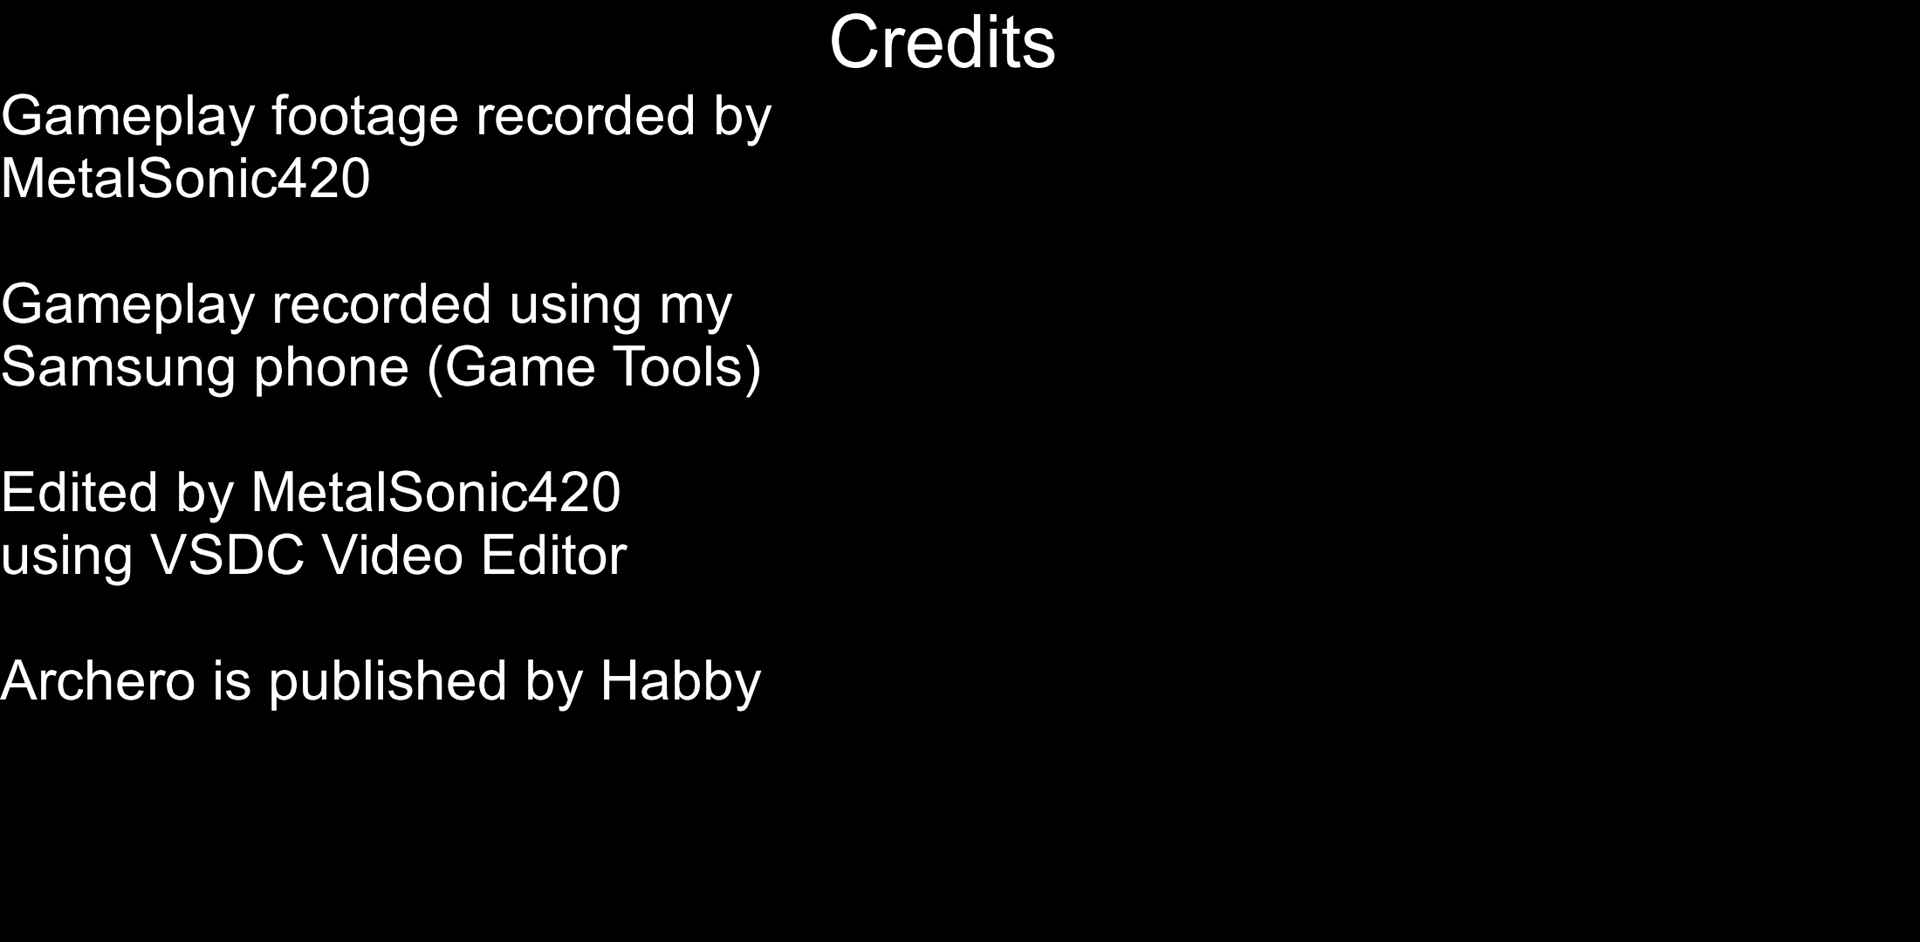 Credits
Gameplay footage recorded by
MetalSonic420
Gameplay recorded using my
Samsung phone (Game Tools)
Edited by MetalSonic420
using VSDC Video Editor
Archero is published by Habby